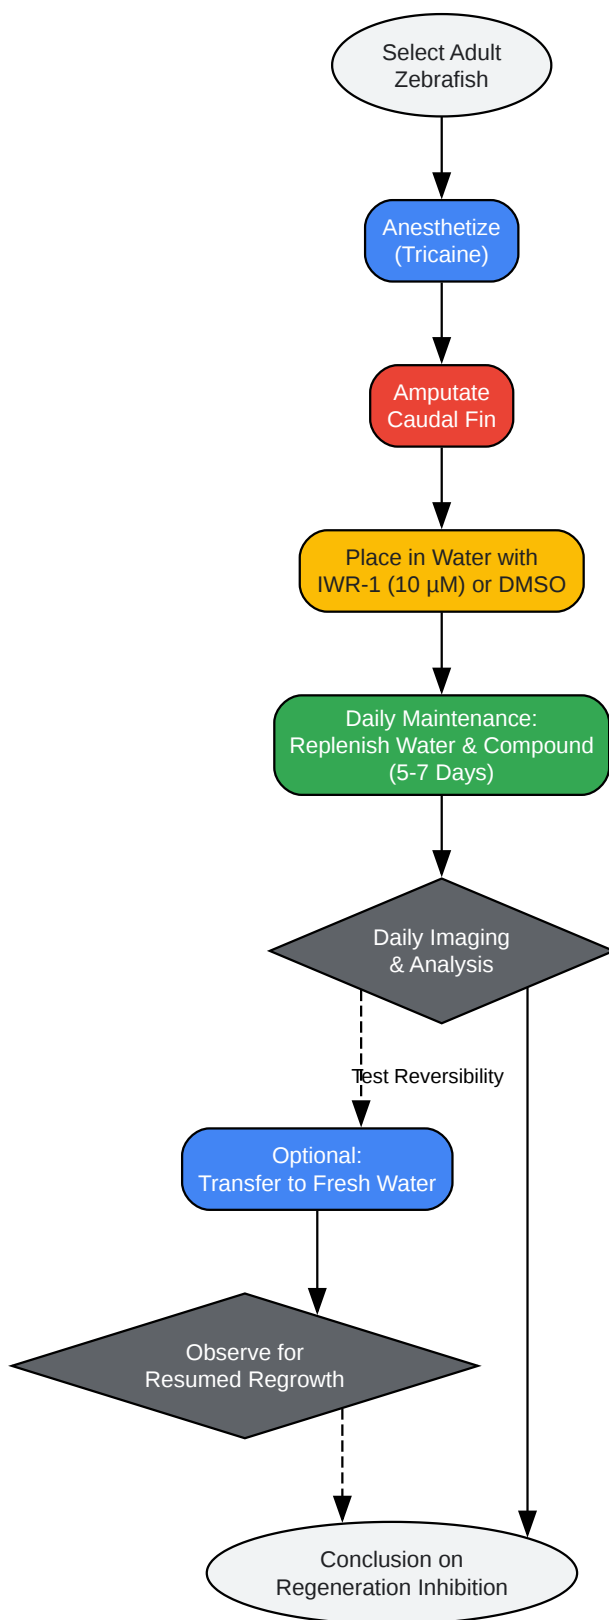 Select Adult
Zebrafish
Anesthetize
(Tricaine)
Amputate
Caudal Fin
Place in Water with
IWR-1 (10 µM) or DMSO
Daily Maintenance:
Replenish Water & Compound
(5-7 Days)
Daily Imaging
& Analysis
Test Reversibility
Optional:
Transfer to Fresh Water
Observe for
Resumed Regrowth
Conclusion on
Regeneration Inhibition